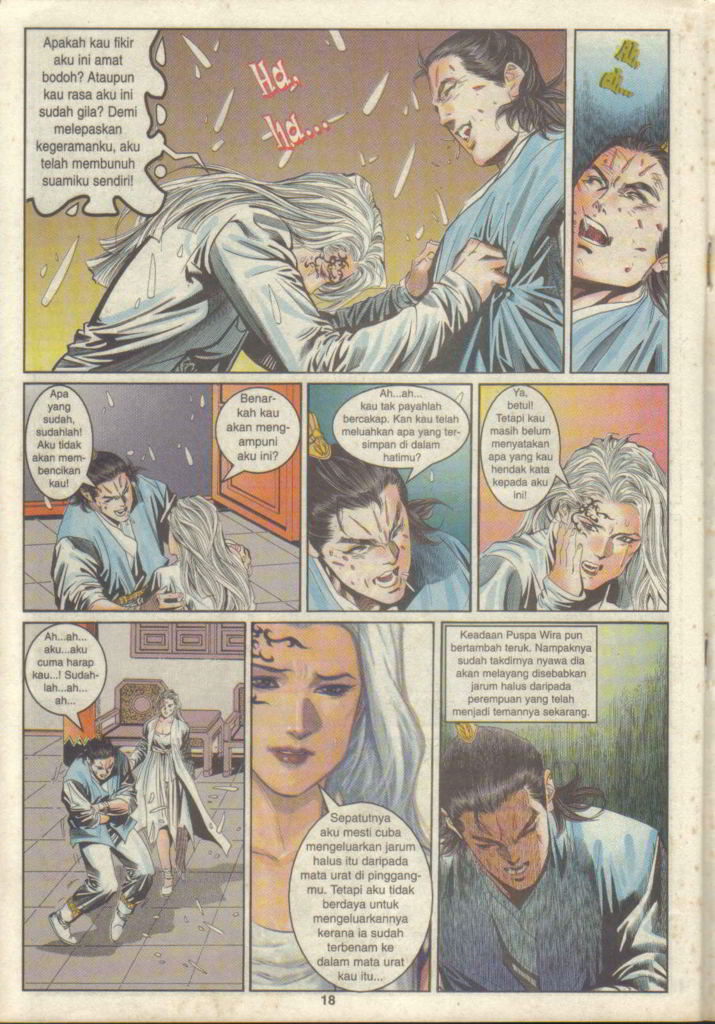 Apakah kau fikir
aku ini amat
bodoh? Ataupun
kau rasa aku ini
sudah gila? Demi
melepaskan
kegeramanku, aku
telah membunuh
suamiku sendiri!
Ha,
ha...
Ah,
ah...
Apa
yang
sudah,
sudahlah!
Aku tidak
akan mem-
bencikan
kau!
Benar-
kah kau
akan meng-
ampuni
aku ini?
Ah...ah...
kau tak payahlah
bercakap. Kan kau telah
meluahkan apa yang ter-
simpan di dalam
hatimu?
Ya,
betul!
Tetapi kau
masih belum
menyatakan
apa yang kau
hendak kata
kepada aku
ini!
Ah...ah...
aku...aku
cuma harap
kau...! Sudah-
lah...ah...
ah...
Sepatutnya
aku mesti cuba
mengeluarkan jarum
halus itu daripada
mata urat di pinggang-
mu. Tetapi aku tidak
berdaya untuk
mengeluarkannya
kerana ia sudah
terbenam ke
dalam mata urat
kau itu...
Keadaan Puspa Wira pun
bertambah teruk. Nampaknya
sudah takdirnya nyawa dia
akan melayang disebabkan
jarum halus daripada
perempuan yang telah
menjadi temannya sekarang.
18